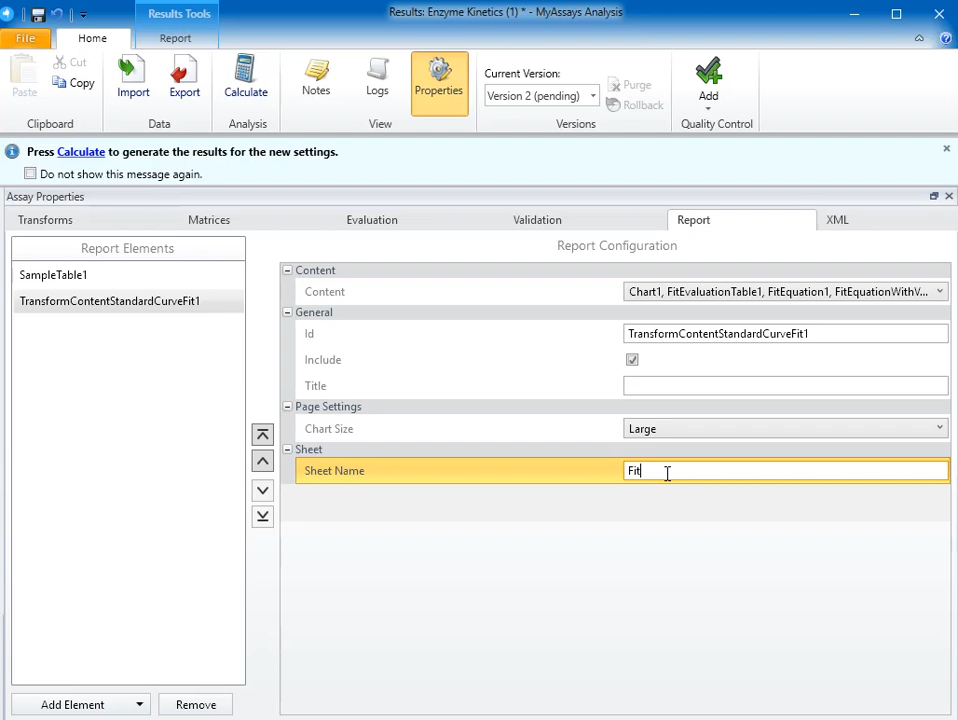 Results Tools
Results: Enzyme Kinetics (1) * - MyAssays Analysis
File
Home
Report
Paste
Cut
Copy
Clipboard
Import
Export
Data
Calculate
Analysis
Notes
Logs
Properties
View
Current Version:
Version 2 (pending)
Purge
Rollback
Versions
Add
Quality Control
Press Calculate to generate the results for the new settings.
Do not show this message again.
Assay Properties
Transforms
Matrices
Evaluation
Validation
Report
XML
Report Elements
SampleTable1
TransformContentStandardCurveFit1
Add Element
Remove
Report Configuration
Content
Content
Chart1, FitEvaluationTable1, FitEquation1, FitEquationWithV...
General
Id
TransformContentStandardCurveFit1
Include
Title
Page Settings
Chart Size
Large
Sheet
Sheet Name
Fit